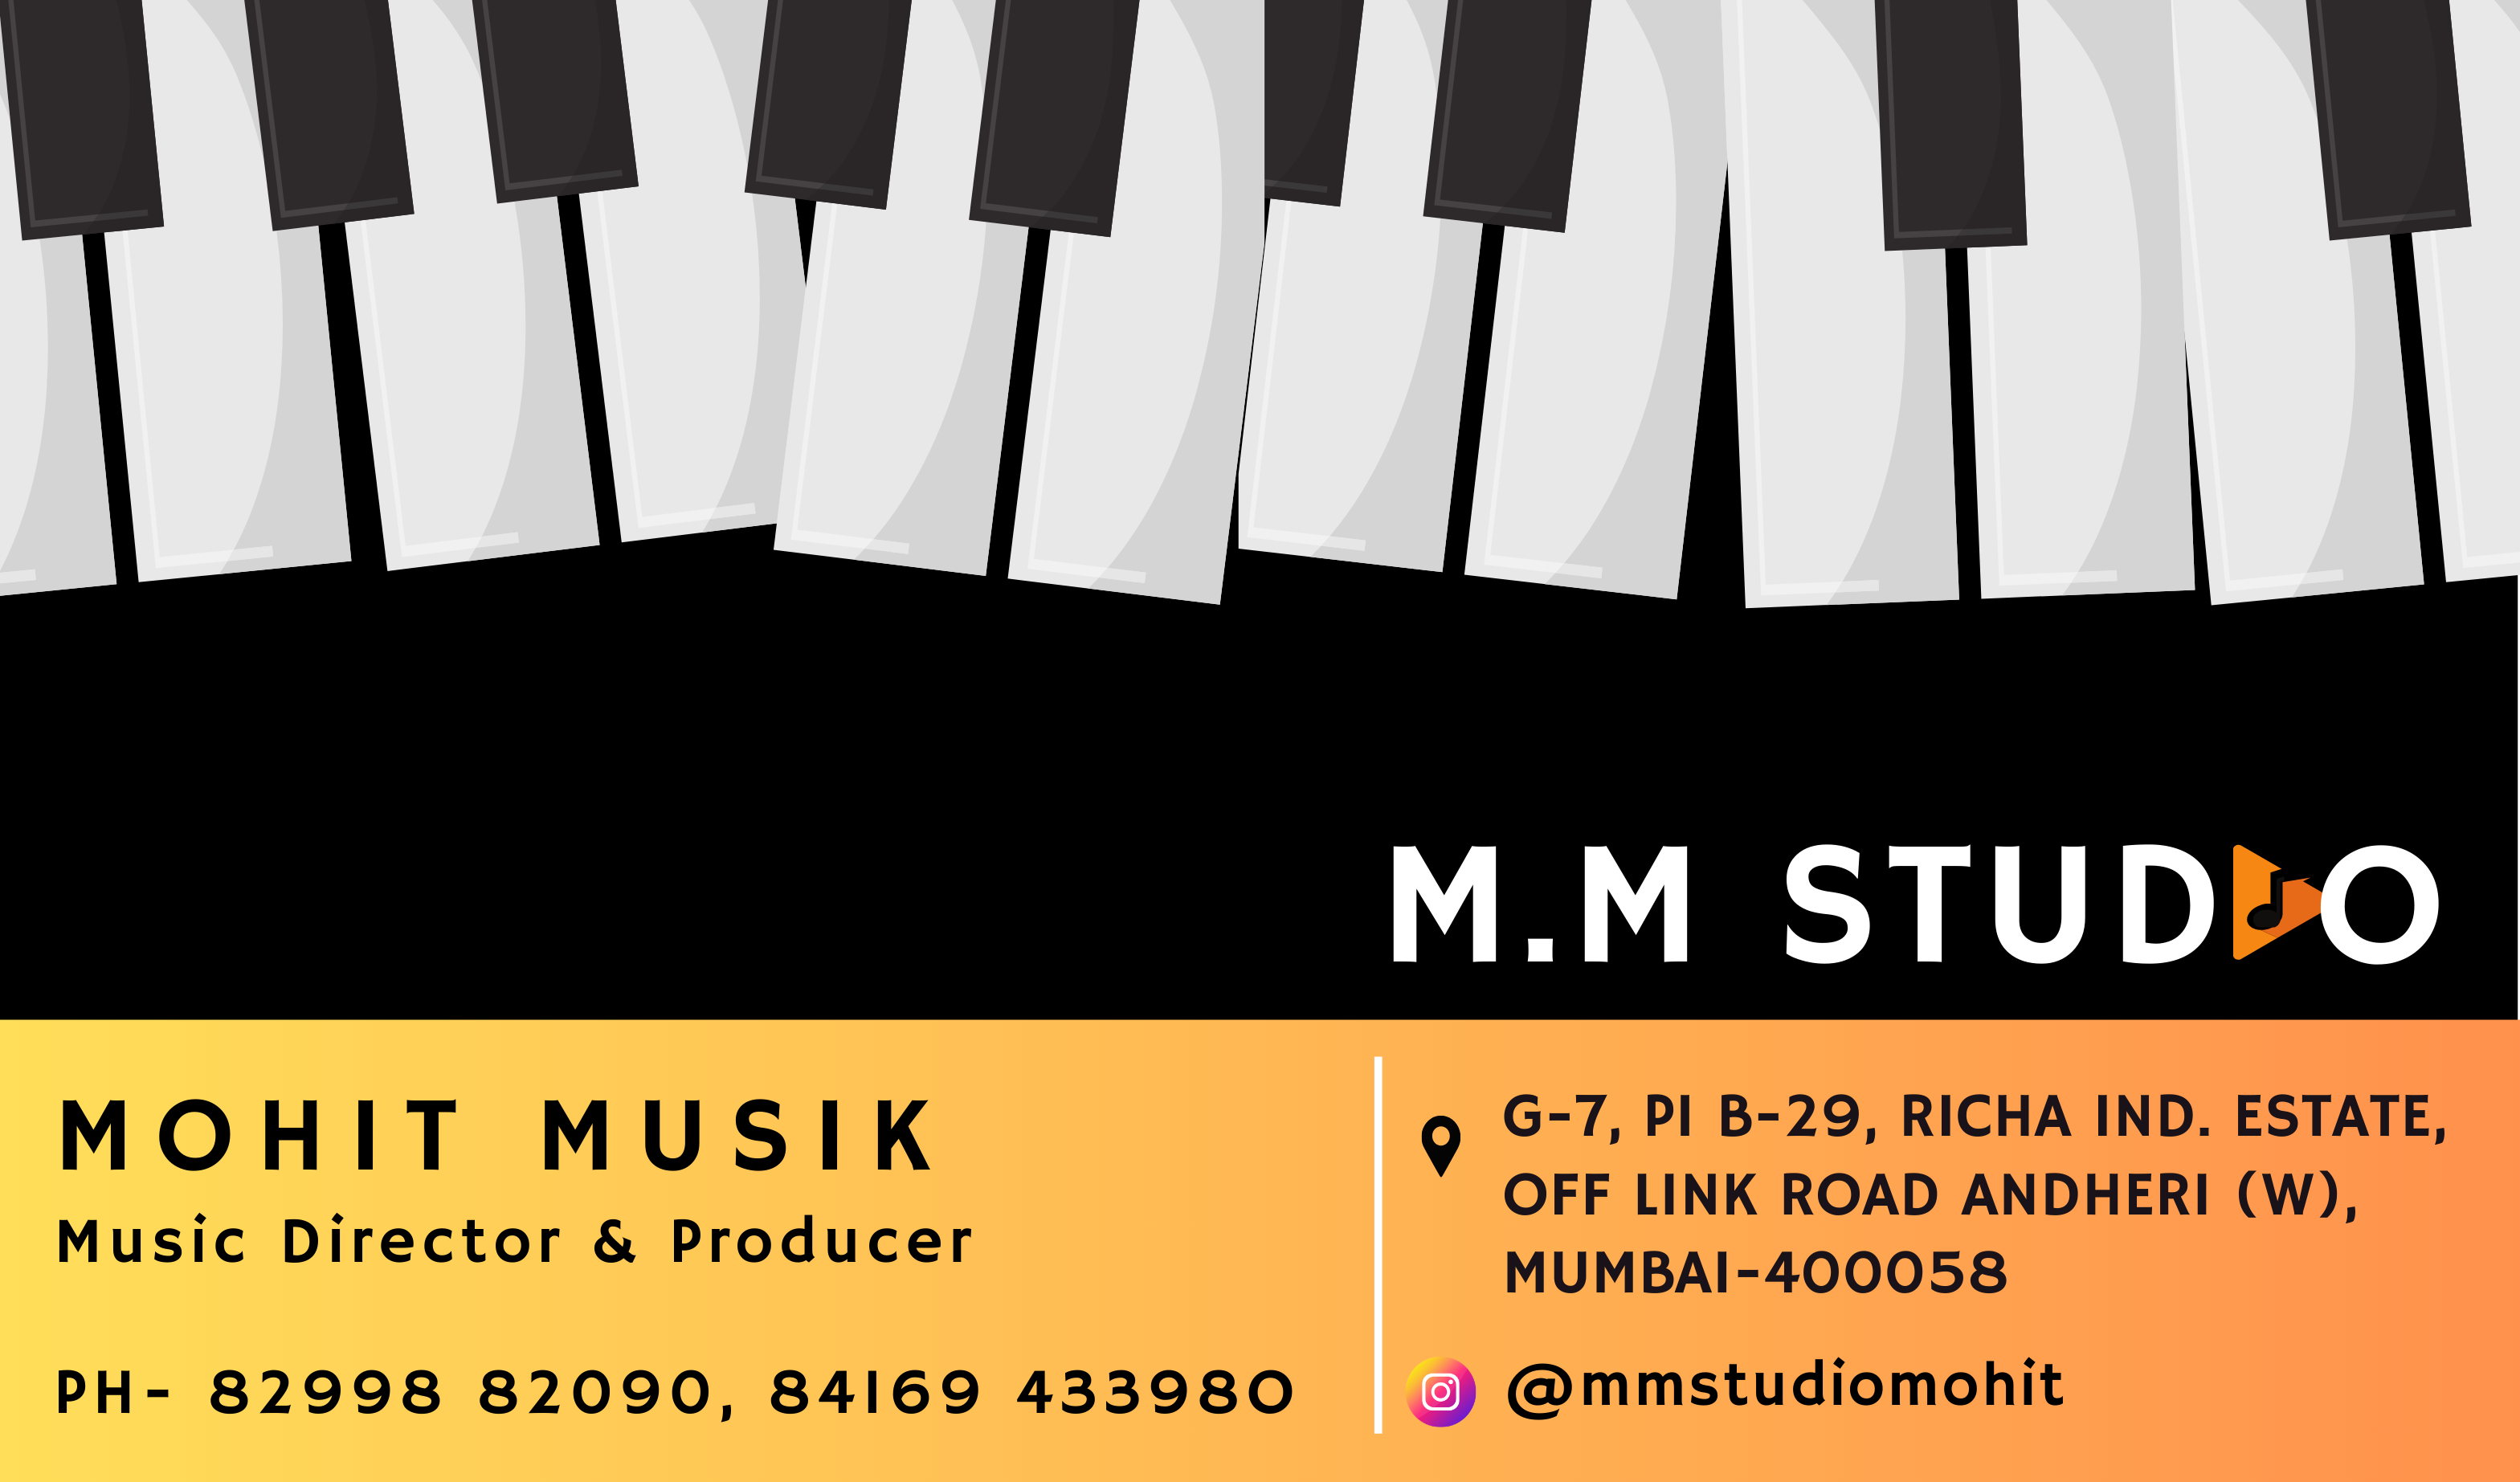 M.M STUDIO
MOHIT MUSIK
Music Director & Producer
PH- 82998 82090, 84169 433980
G-7, PI B-29, RICHA IND. ESTATE,
OFF LINK ROAD ANDHERI (W),
MUMBAI-400058
@mmstudiomohit